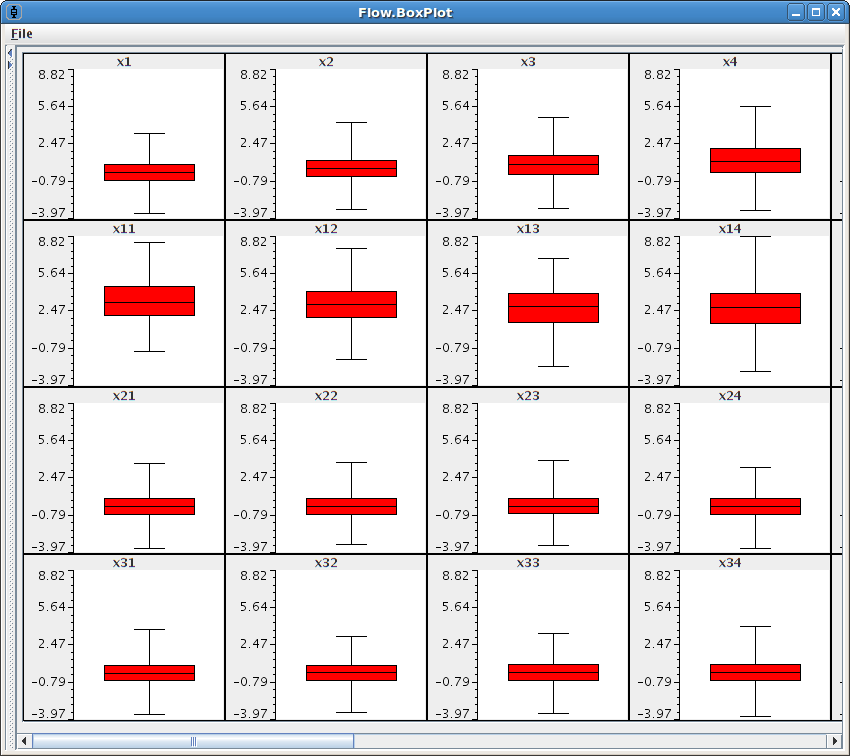 Flow.BoxPlot
File
x1 x2 x3 x4
8.82 8.82 8.82 8.82
5.64 5.64 5.64 5.64
2.47 2.47 2.47 2.47
-0.79 -0.79 -0.79 -0.79
-3.97 -3.97 -3.97 -3.97
x11 x12 x13 x14
8.82 8.82 8.82 8.82
5.64 5.64 5.64 5.64
2.47 2.47 2.47 2.47
-0.79 -0.79 -0.79 -0.79
-3.97 -3.97 -3.97 -3.97
x21 x22 x23 x24
8.82 8.82 8.82 8.82
5.64 5.64 5.64 5.64
2.47 2.47 2.47 2.47
-0.79 -0.79 -0.79 -0.79
-3.97 -3.97 -3.97 -3.97
x31 x32 x33 x34
8.82 8.82 8.82 8.82
5.64 5.64 5.64 5.64
2.47 2.47 2.47 2.47
-0.79 -0.79 -0.79 -0.79
-3.97 -3.97 -3.97 -3.97